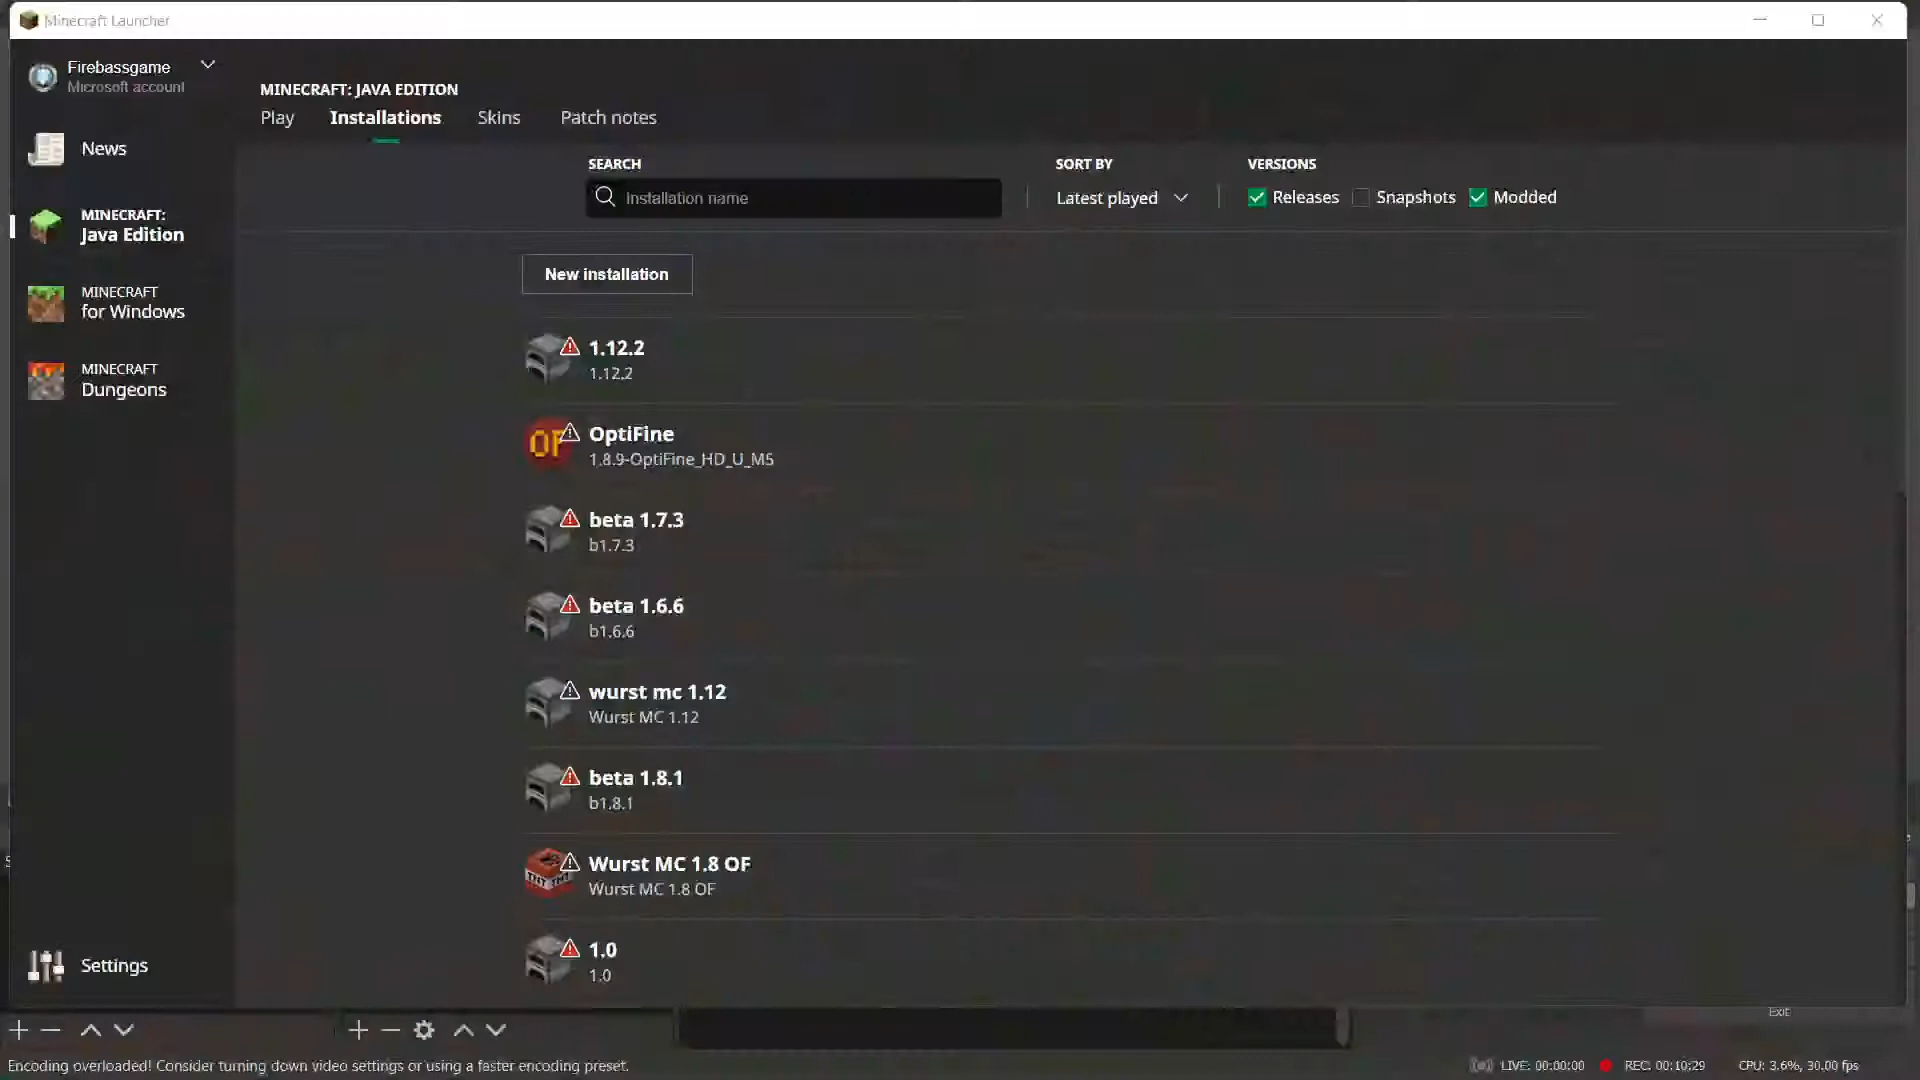 Minecraft Launcher
Firebassgame
Microsoft account
News
MINECRAFT:
Java Edition
MINECRAFT
for Windows
MINECRAFT
Dungeons
Settings
MINECRAFT: JAVA EDITION
Play Installations Skins Patch notes
SEARCH SORT BY VERSIONS
Installation name Latest played Releases Snapshots Modded
New installation
1.12.2
1.12.2
OF OptiFine
1.8.9-OptiFine_HD_U_M5
beta 1.7.3
b1.7.3
beta 1.6.6
b1.6.6
wurst mc 1.12
Wurst MC 1.12
beta 1.8.1
b1.8.1
Wurst MC 1.8 OF
Wurst MC 1.8 OF
1.0
1.0
Exit
Encoding overloaded! Consider turning down video settings or using a faster encoding preset.
LIVE: 00:00:00 REC: 00:10:29 CPU: 3.6%, 30.00 fps